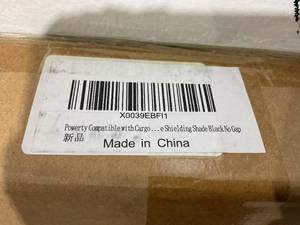 X0039EBFI1
Powerty Compatible with Cargo ...e Shielding Shade Black No Gap
新品
Made in China